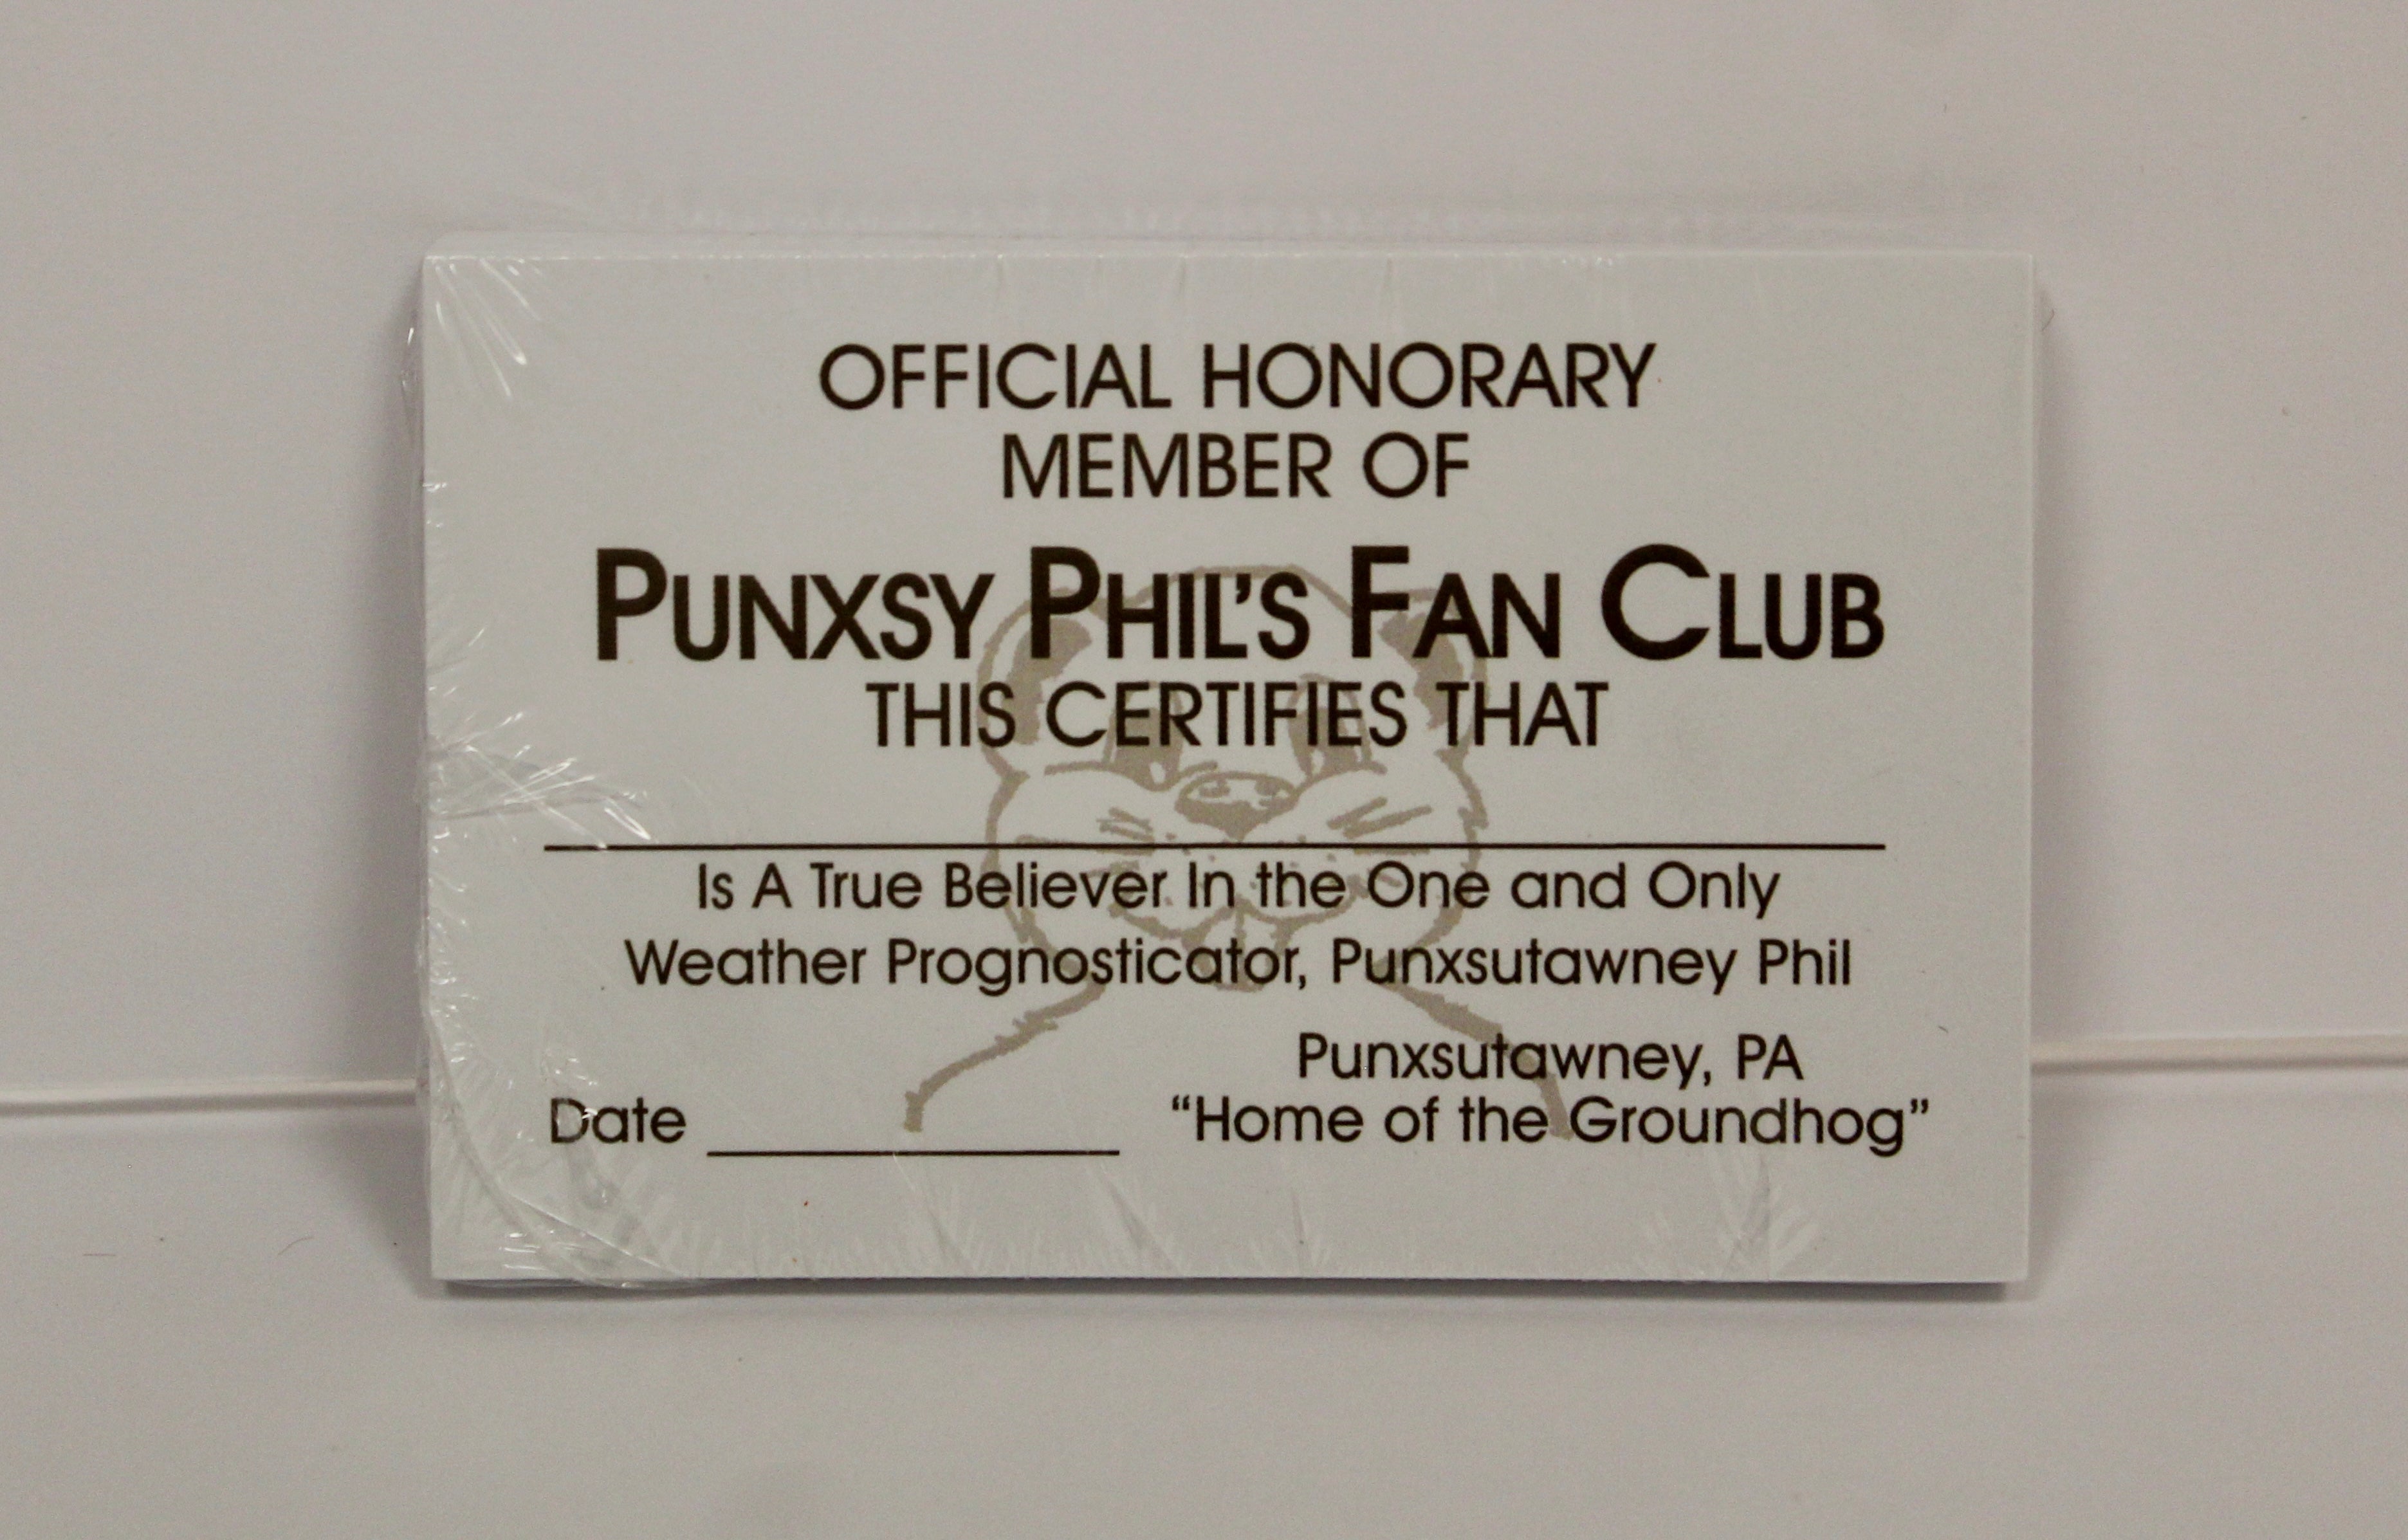 OFFICIAL HONORARY
MEMBER OF
PUNXSY PHIL'S FAN CLUB
THIS CERTIFIES THAT
Is A True Believer In the One and Only
Weather Prognosticator, Punxsutawney Phil
Punxsutawney, PA
Date "Home of the Groundhog"